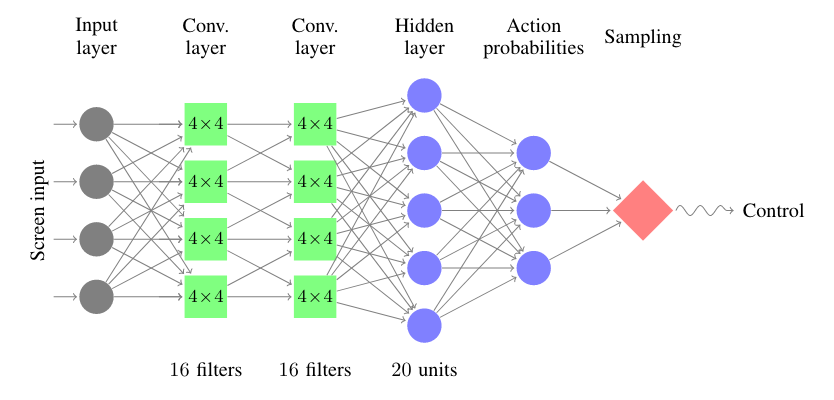 Input
layer
Conv.
layer
Conv.
layer
Hidden
layer
Action
probabilities
Sampling
Screen input
4×4
4×4
4×4
4×4
4×4
4×4
4×4
4×4
Control
16 filters
16 filters
20 units